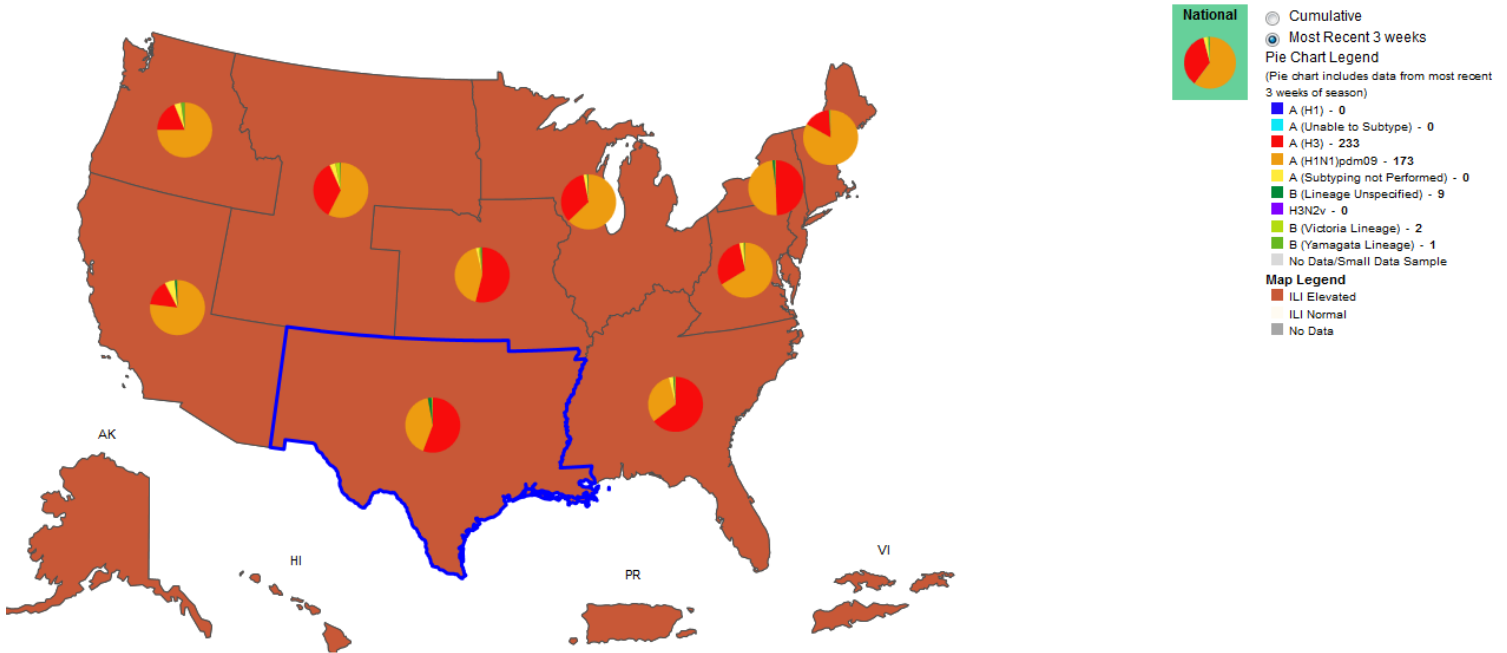 National
Cumulative
Most Recent 3 weeks
Pie Chart Legend
(Pie chart includes data from most recent
3 weeks of season)
A (H1) - 0
A (Unable to Subtype) - 0
A (H3) - 233
A (H1N1)pdm09 - 173
A (Subtyping not Performed) - 0
B (Lineage Unspecified) - 9
H3N2v - 0
B (Victoria Lineage) - 2
B (Yamagata Lineage) - 1
No Data/Small Data Sample
Map Legend
ILI Elevated
ILI Normal
No Data
AK
HI
PR
VI